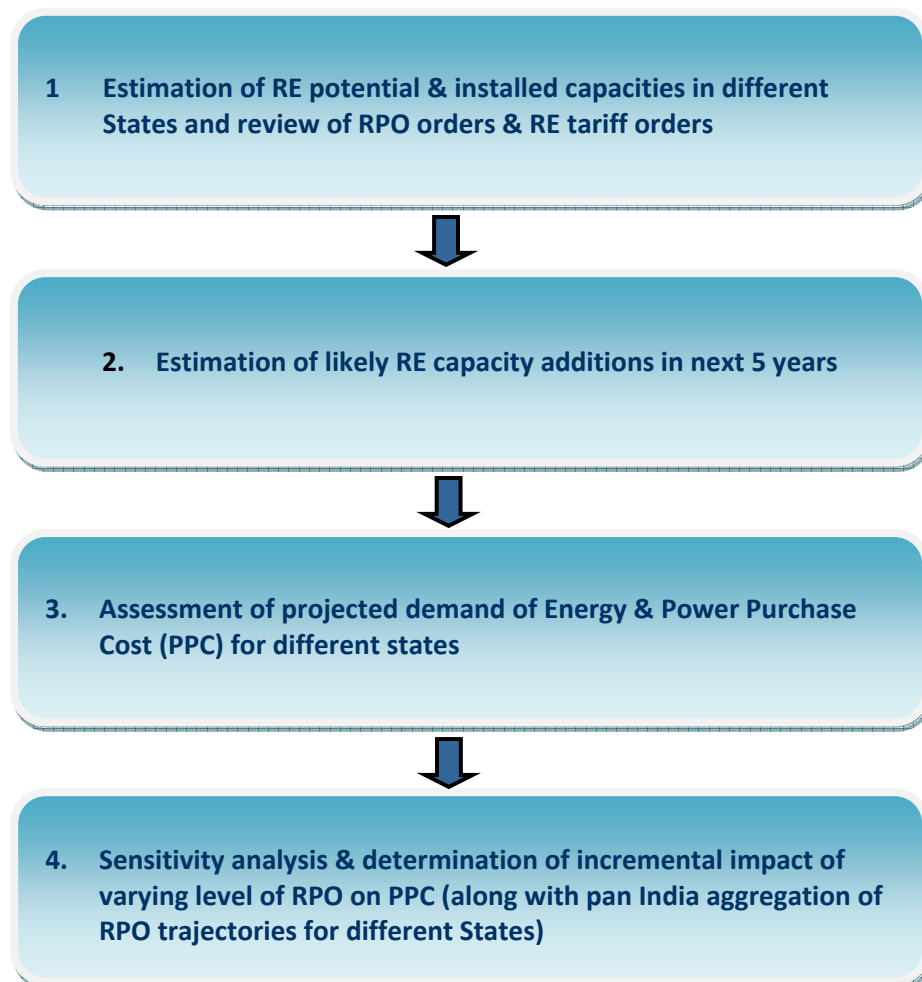 1 Estimation of RE potential & installed capacities in different
States and review of RPO orders & RE tariff orders
2. Estimation of likely RE capacity additions in next 5 years
3. Assessment of projected demand of Energy & Power Purchase
Cost (PPC) for different states
4. Sensitivity analysis & determination of incremental impact of
varying level of RPO on PPC (along with pan India aggregation of
RPO trajectories for different States)